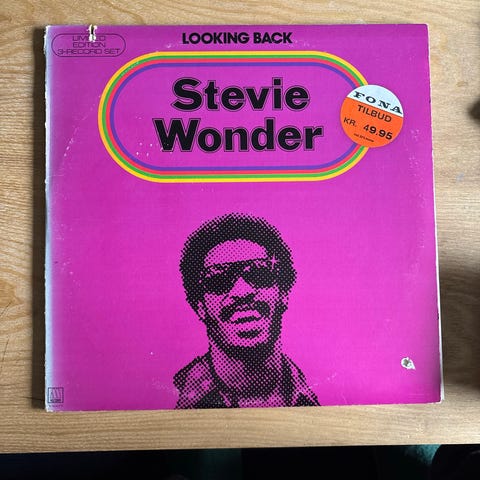 LOOKING BACK
LIMITED
EDITION
3-RECORD SET
Stevie
Wonder
FONA
TILBUD
KR. 49.95